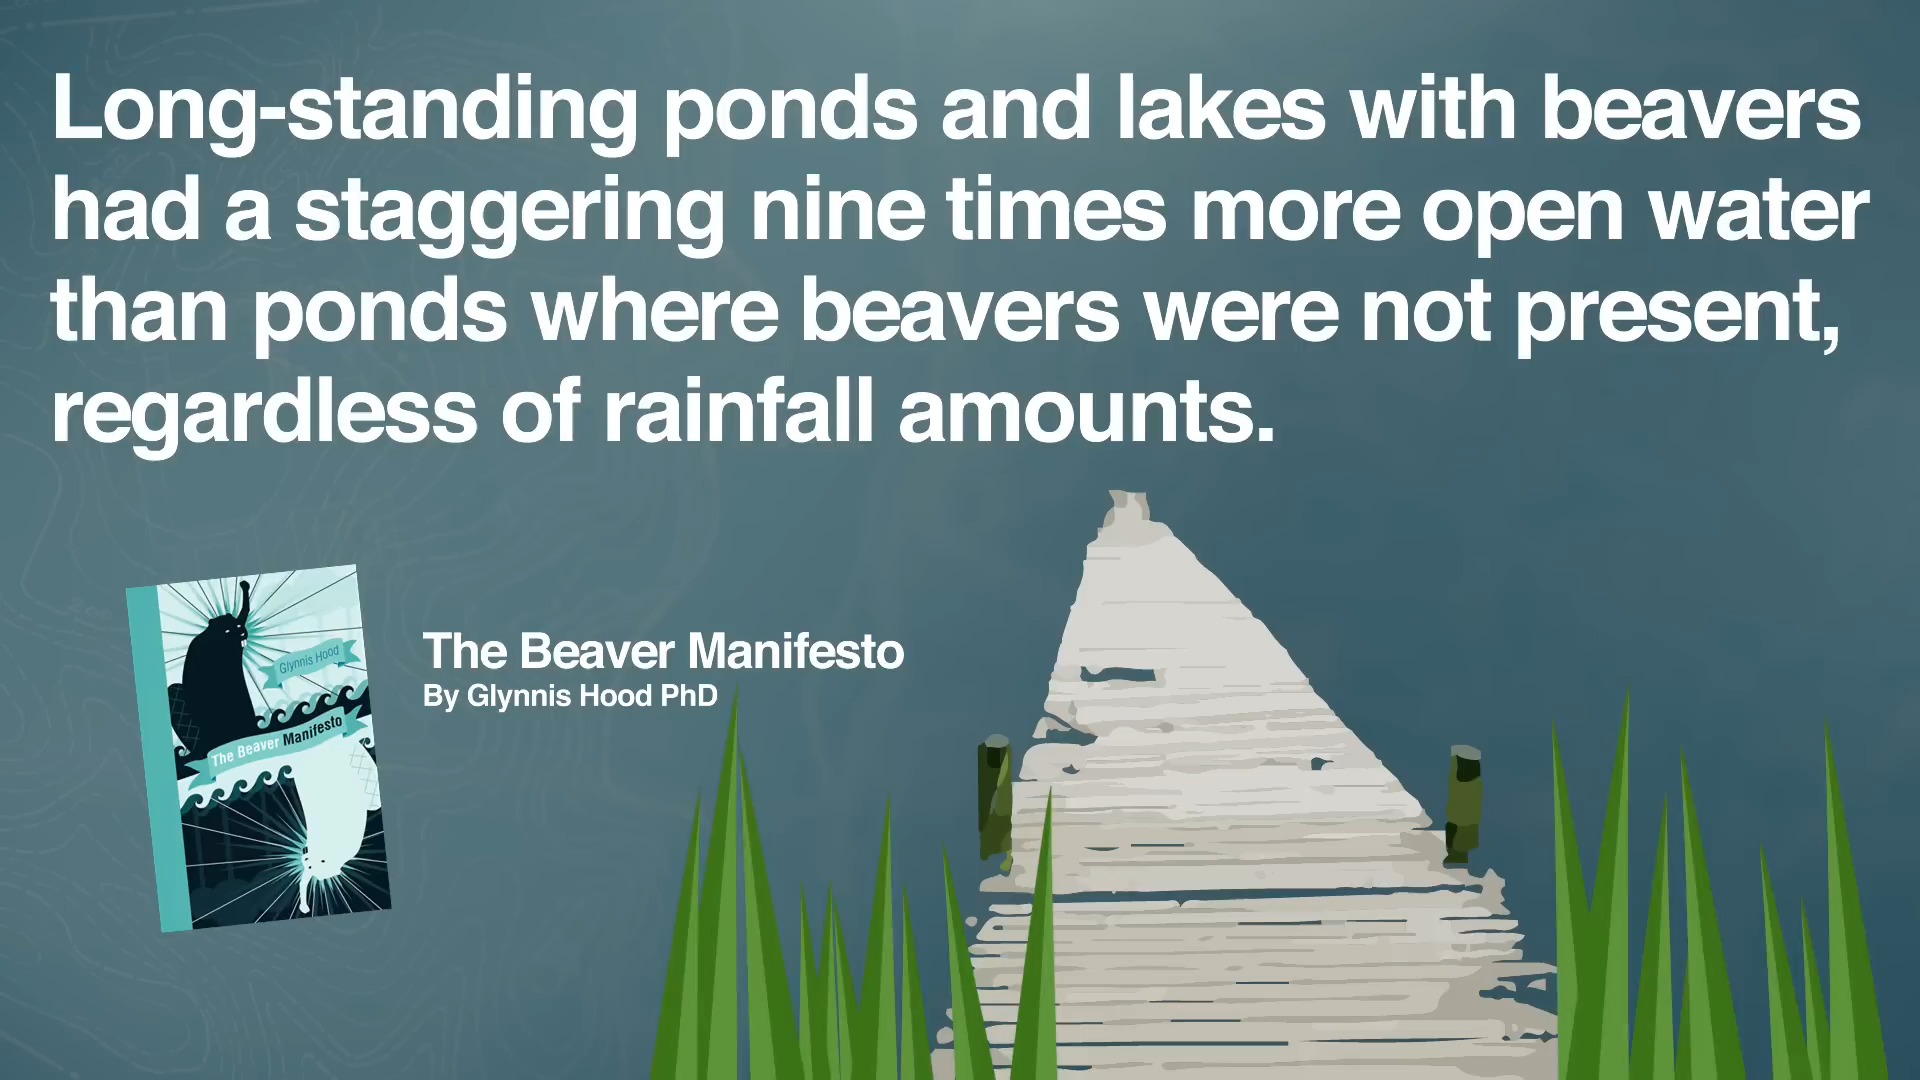 Long-standing ponds and lakes with beavers
had a staggering nine times more open water
than ponds where beavers were not present,
regardless of rainfall amounts.
Glynnis Hood
The Beaver Manifesto
The Beaver Manifesto
By Glynnis Hood PhD